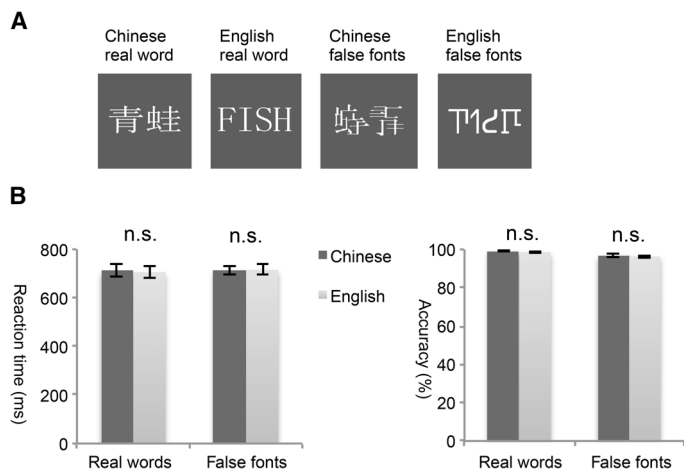 A
Chinese real word
English real word
Chinese false fonts
English false fonts
青蛙
FISH
B
n.s.
n.s.
800
600
400
200
0
Reaction time (ms)
Real words
False fonts
Chinese
English
n.s.
n.s.
100
80
60
40
20
0
Accuracy (%)
Real words
False fonts